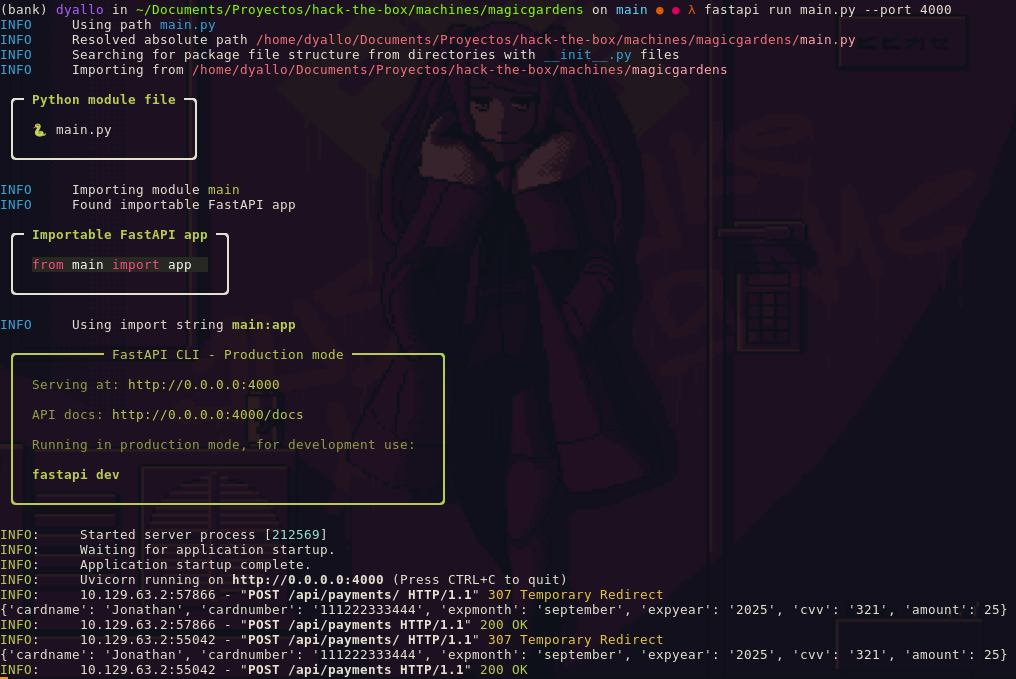 (bank) dyallo in ~/Documents/Proyectos/hack-the-box/machines/magicgardens on main ● ● λ fastapi run main.py --port 4000
INFO     Using path main.py
INFO     Resolved absolute path /home/dyallo/Documents/Proyectos/hack-the-box/machines/magicgardens/main.py
INFO     Searching for package file structure from directories with __init__.py files
INFO     Importing from /home/dyallo/Documents/Proyectos/hack-the-box/machines/magicgardens
Python module file
🐍 main.py
INFO     Importing module main
INFO     Found importable FastAPI app
Importable FastAPI app
from main import app
INFO     Using import string main:app
FastAPI CLI - Production mode
Serving at: http://0.0.0.0:4000
API docs: http://0.0.0.0:4000/docs
Running in production mode, for development use:
fastapi dev
INFO:     Started server process [212569]
INFO:     Waiting for application startup.
INFO:     Application startup complete.
INFO:     Uvicorn running on http://0.0.0.0:4000 (Press CTRL+C to quit)
INFO:     10.129.63.2:57866 - "POST /api/payments/ HTTP/1.1" 307 Temporary Redirect
{'cardname': 'Jonathan', 'cardnumber': '111222333444', 'expmonth': 'september', 'expyear': '2025', 'cvv': '321', 'amount': 25}
INFO:     10.129.63.2:57866 - "POST /api/payments HTTP/1.1" 200 OK
INFO:     10.129.63.2:55042 - "POST /api/payments/ HTTP/1.1" 307 Temporary Redirect
{'cardname': 'Jonathan', 'cardnumber': '111222333444', 'expmonth': 'september', 'expyear': '2025', 'cvv': '321', 'amount': 25}
INFO:     10.129.63.2:55042 - "POST /api/payments HTTP/1.1" 200 OK